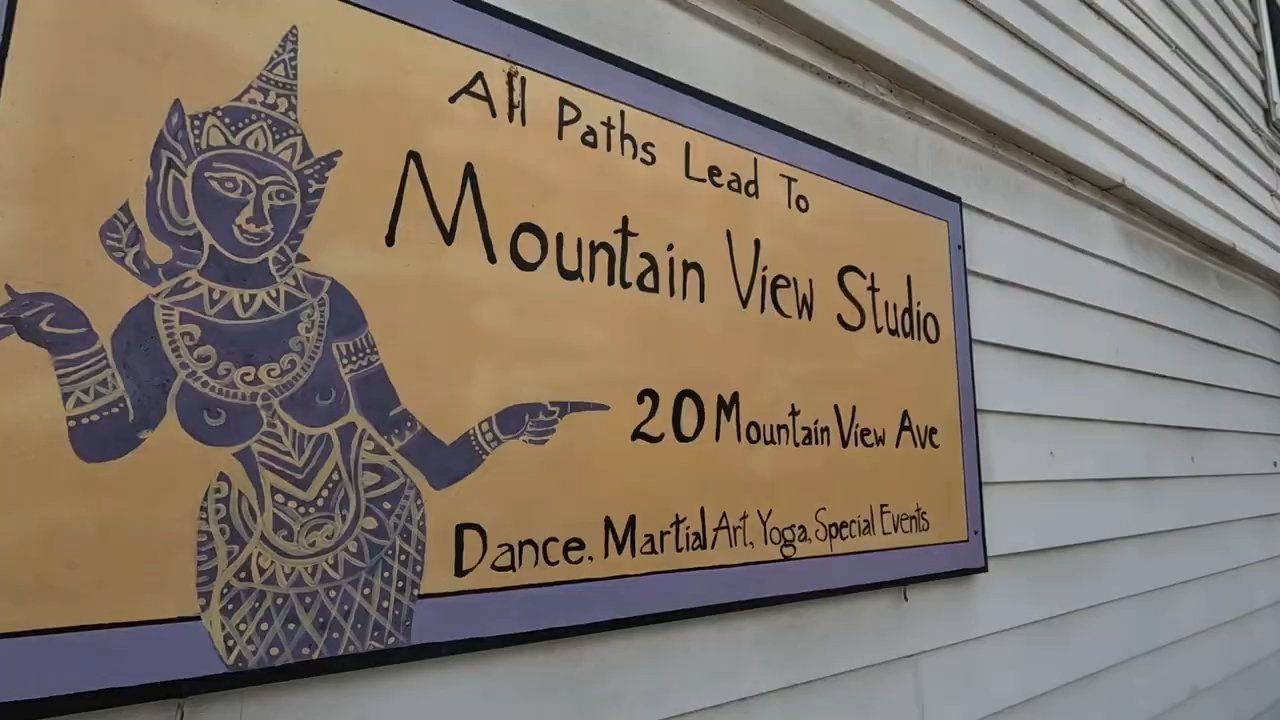 All Paths Lead To
Mountain View Studio
20 Mountain View Ave
Dance, Martial Art, Yoga, Special Events